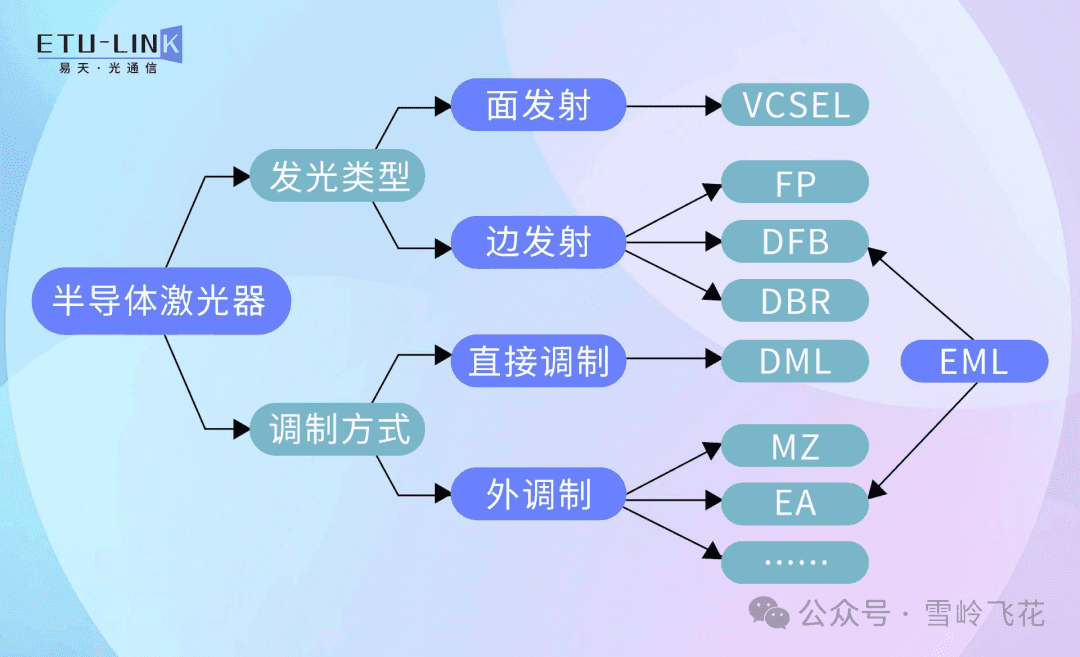 ETU-LINK
易天·光通信
面发射
VCSEL
发光类型
FP
边发射
DFB
半导体激光器
DBR
直接调制
DML
EML
调制方式
MZ
外调制
EA
……
公众号·雪岭飞花